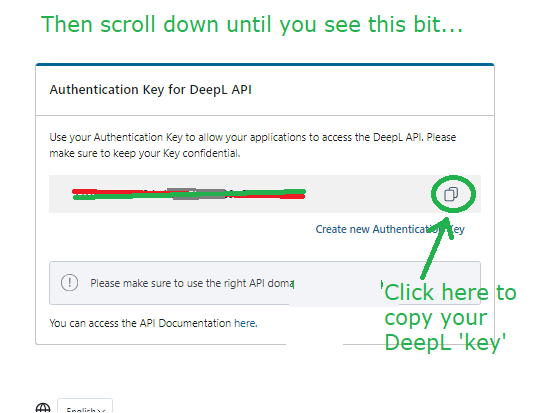 Then scroll down until you see this bit...
Authentication Key for DeepL API
Use your Authentication Key to allow your applications to access the DeepL API. Please
make sure to keep your Key confidential.
Create new Authentication Key
Please make sure to use the right API doma
Click here to
copy your
DeepL 'key'
You can access the API Documentation here.
English